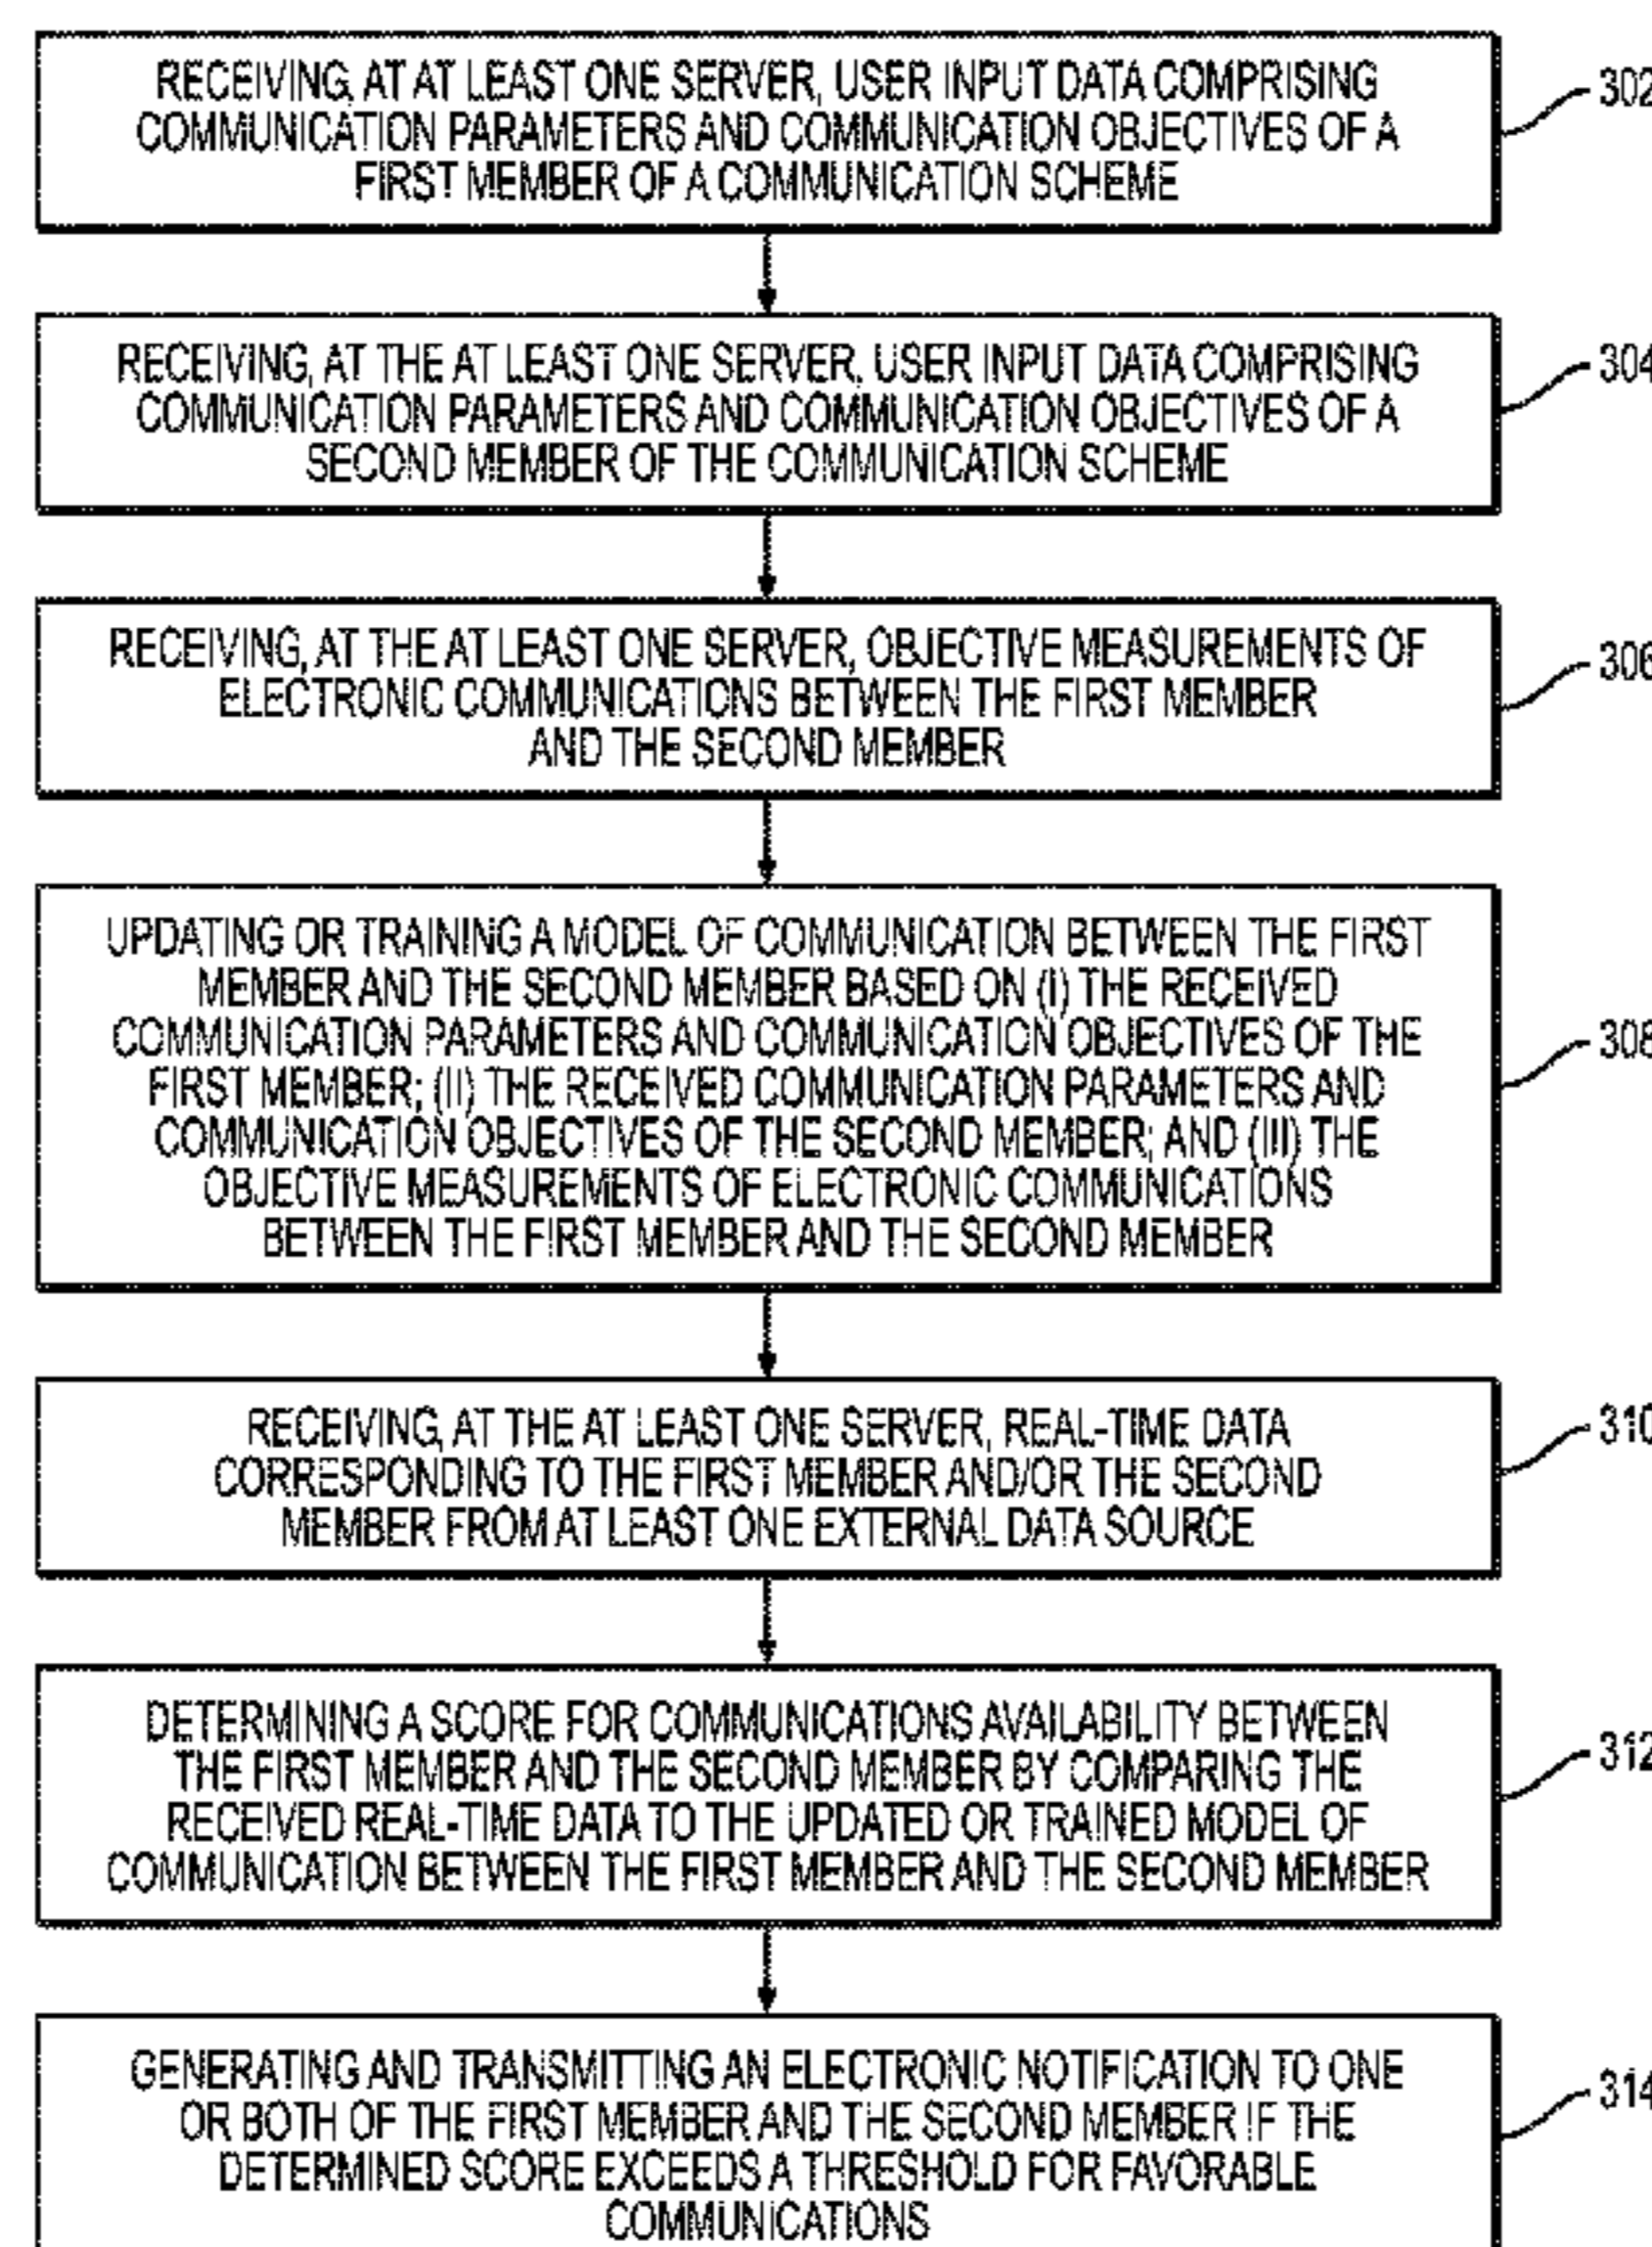 RECEIVING, AT AT LEAST ONE SERVER, USER INPUT DATA COMPRISING
COMMUNICATION PARAMETERS AND COMMUNICATION OBJECTIVES OF A
FIRST MEMBER OF A COMMUNICATION SCHEME
302
RECEIVING, AT THE AT LEAST ONE SERVER, USER INPUT DATA COMPRISING
COMMUNICATION PARAMETERS AND COMMUNICATION OBJECTIVES OF A
SECOND MEMBER OF THE COMMUNICATION SCHEME
304
RECEIVING, AT THE AT LEAST ONE SERVER, OBJECTIVE MEASUREMENTS OF
ELECTRONIC COMMUNICATIONS BETWEEN THE FIRST MEMBER
AND THE SECOND MEMBER
306
UPDATING OR TRAINING A MODEL OF COMMUNICATION BETWEEN THE FIRST
MEMBER AND THE SECOND MEMBER BASED ON (I) THE RECEIVED
COMMUNICATION PARAMETERS AND COMMUNICATION OBJECTIVES OF THE
FIRST MEMBER; (II) THE RECEIVED COMMUNICATION PARAMETERS AND
COMMUNICATION OBJECTIVES OF THE SECOND MEMBER; AND (III) THE
OBJECTIVE MEASUREMENTS OF ELECTRONIC COMMUNICATIONS
BETWEEN THE FIRST MEMBER AND THE SECOND MEMBER
308
RECEIVING, AT THE AT LEAST ONE SERVER, REAL-TIME DATA
CORRESPONDING TO THE FIRST MEMBER AND/OR THE SECOND
MEMBER FROM AT LEAST ONE EXTERNAL DATA SOURCE
310
DETERMINING A SCORE FOR COMMUNICATIONS AVAILABILITY BETWEEN
THE FIRST MEMBER AND THE SECOND MEMBER BY COMPARING THE
RECEIVED REAL-TIME DATA TO THE UPDATED OR TRAINED MODEL OF
COMMUNICATION BETWEEN THE FIRST MEMBER AND THE SECOND MEMBER
312
GENERATING AND TRANSMITTING AN ELECTRONIC NOTIFICATION TO ONE
OR BOTH OF THE FIRST MEMBER AND THE SECOND MEMBER IF THE
DETERMINED SCORE EXCEEDS A THRESHOLD FOR FAVORABLE
COMMUNICATIONS
314